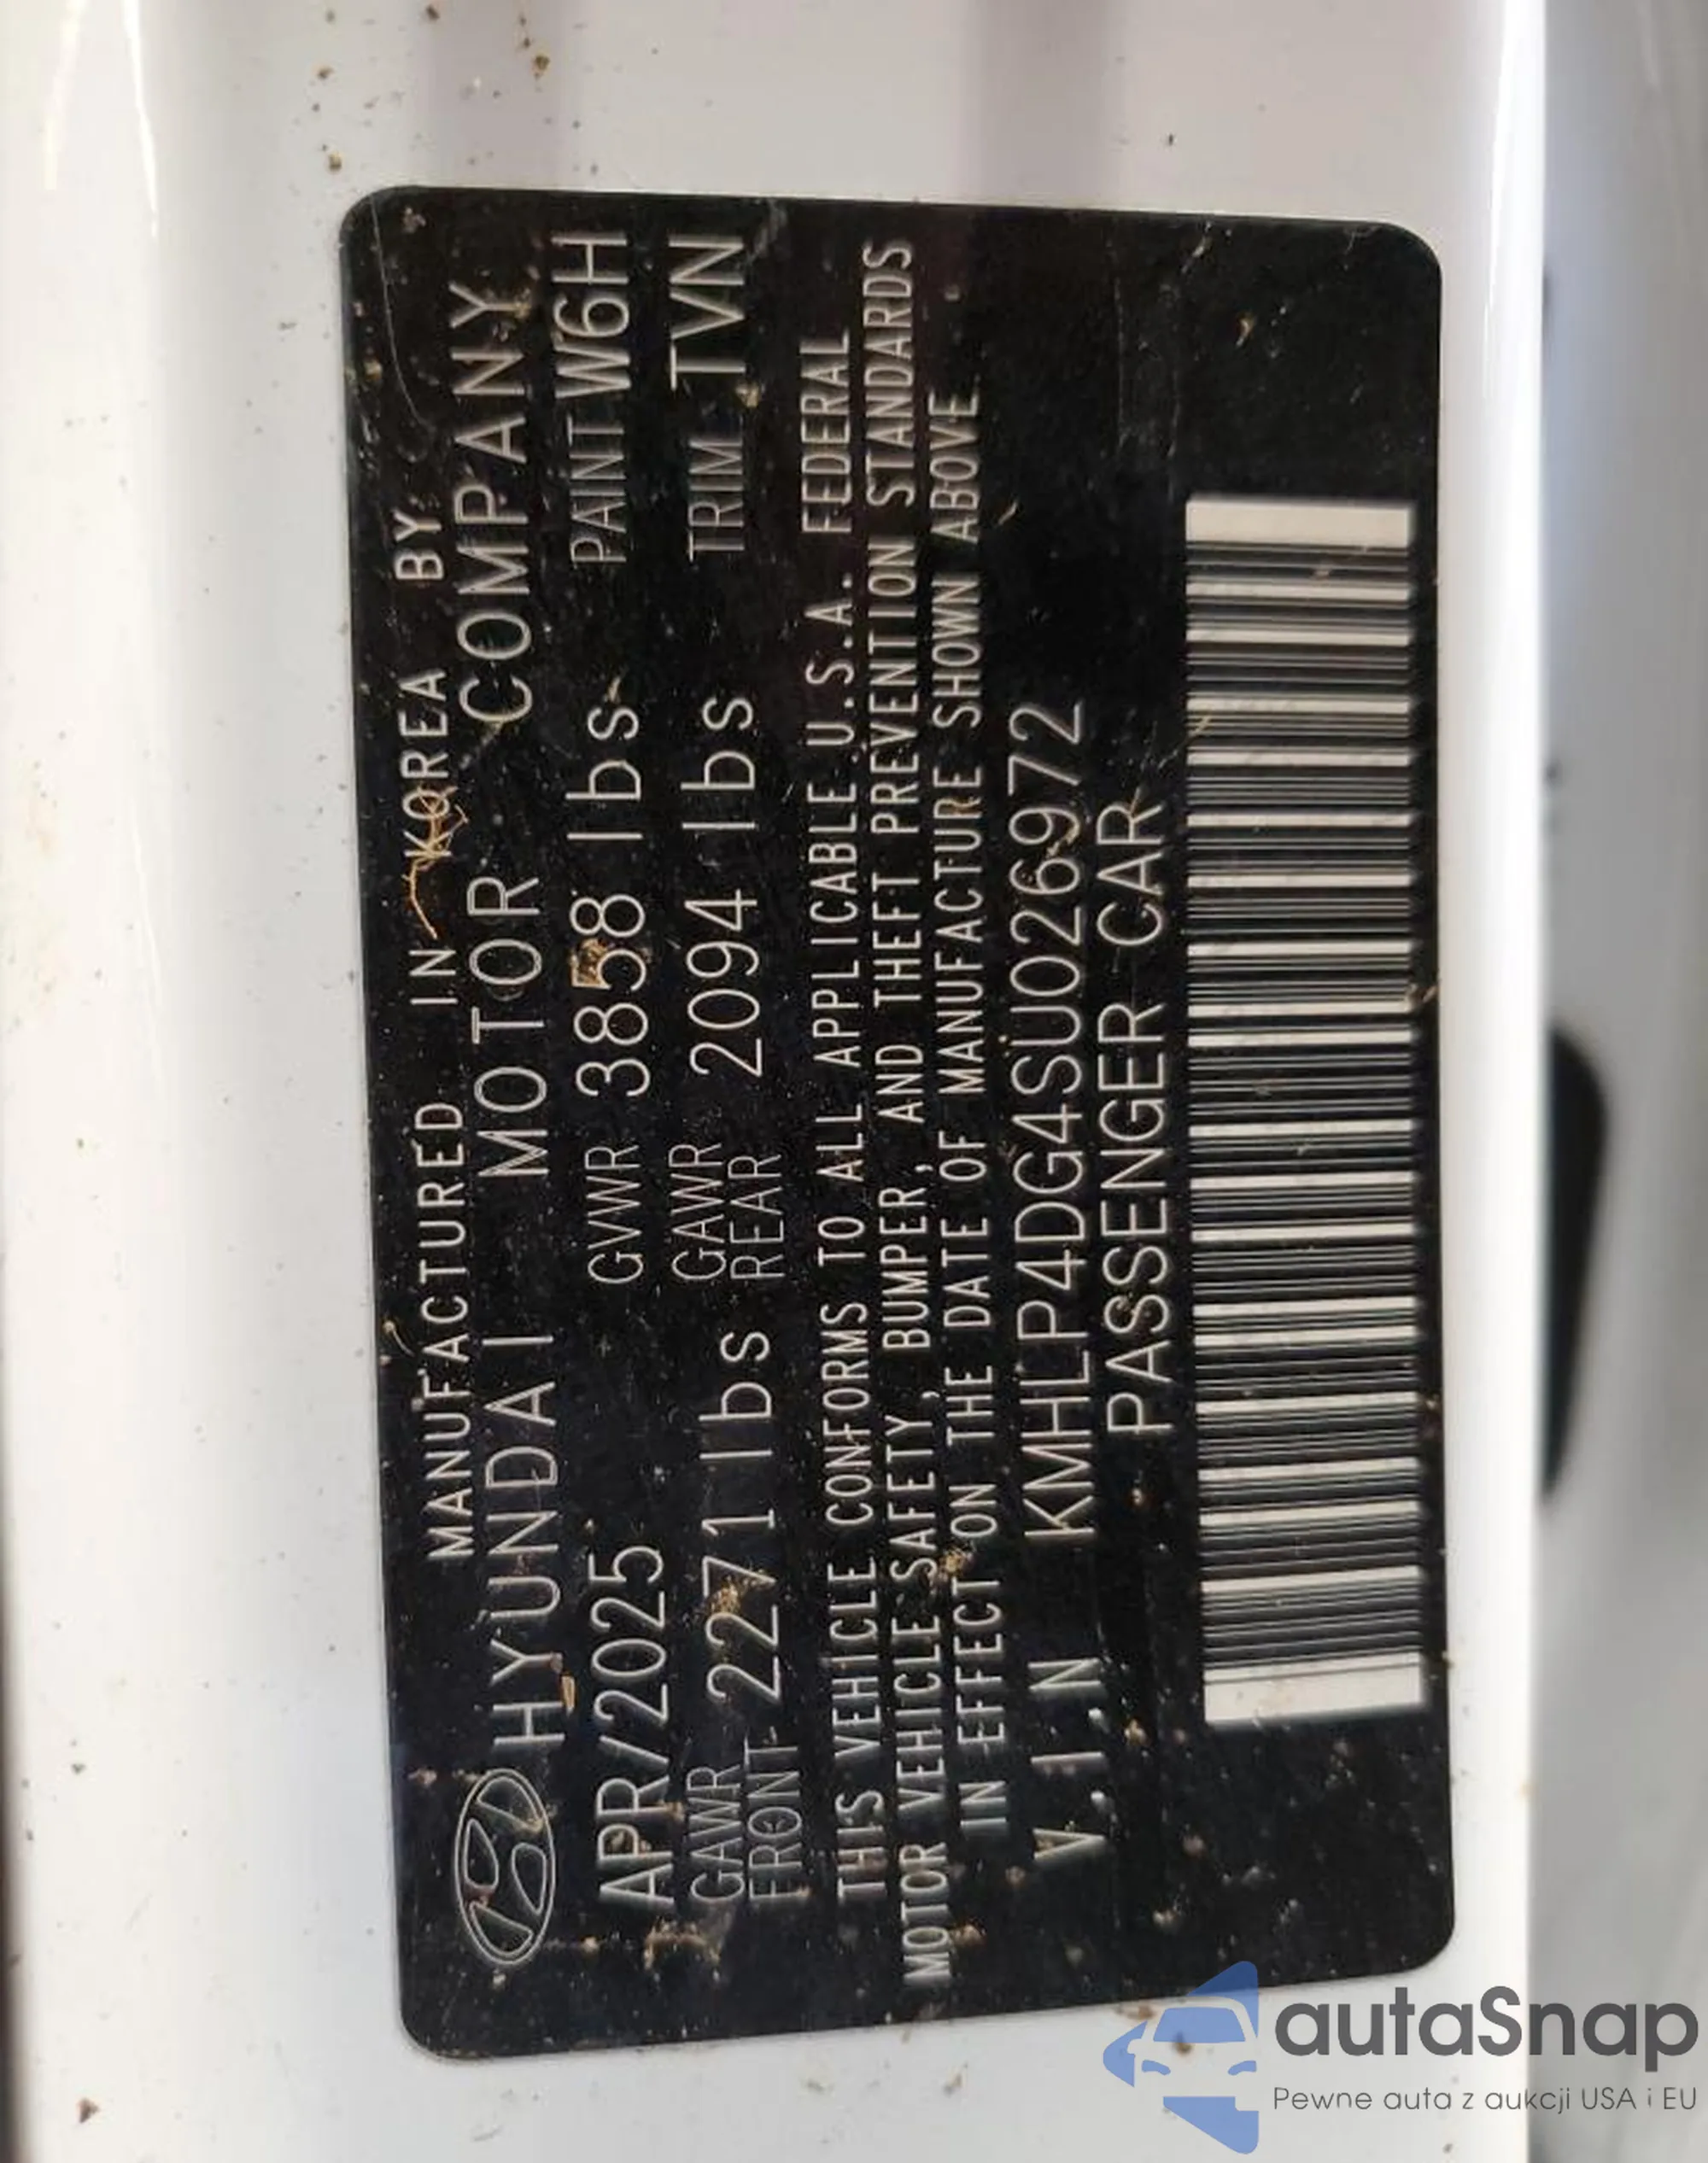 MANUFACTURED IN KOREA BY
HYUNDAI MOTOR COMPANY
APR/2025 GVWR 3858 lbs PAINT W6H
GAWR FRONT 2271 lbs GAWR REAR 2094 lbs TRIM TVN
THIS VEHICLE CONFORMS TO ALL APPLICABLE U.S.A. FEDERAL
MOTOR VEHICLE SAFETY, BUMPER, AND THEFT PREVENTION STANDARDS
IN EFFECT ON THE DATE OF MANUFACTURE SHOWN ABOVE.
V.I.N KMHLP4DG4SU026972
PASSENGER CAR
autaSnap
Pewne auta z aukcji USA i EU